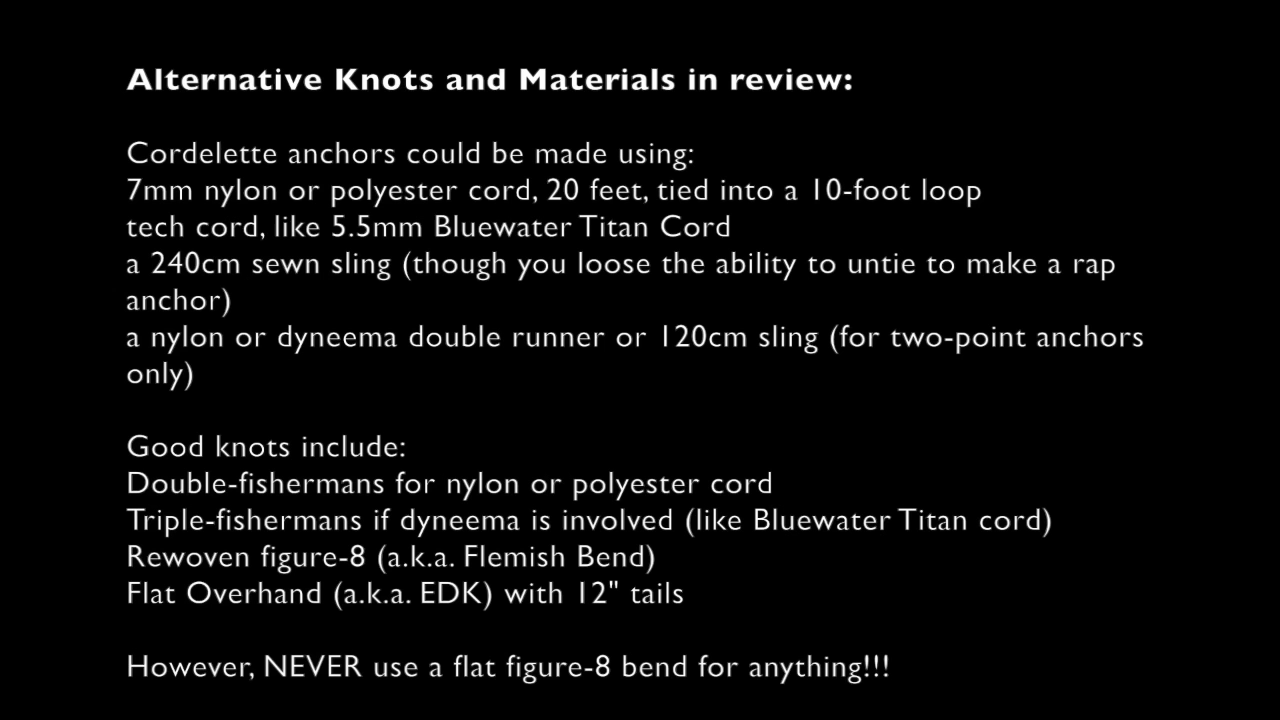 Alternative Knots and Materials in review:
Cordelette anchors could be made using:
7mm nylon or polyester cord, 20 feet, tied into a 10-foot loop
tech cord, like 5.5mm Bluewater Titan Cord
a 240cm sewn sling (though you loose the ability to untie to make a rap
anchor)
a nylon or dyneema double runner or 120cm sling (for two-point anchors
only)
Good knots include:
Double-fishermans for nylon or polyester cord
Triple-fishermans if dyneema is involved (like Bluewater Titan cord)
Rewoven figure-8 (a.k.a. Flemish Bend)
Flat Overhand (a.k.a. EDK) with 12" tails
However, NEVER use a flat figure-8 bend for anything!!!